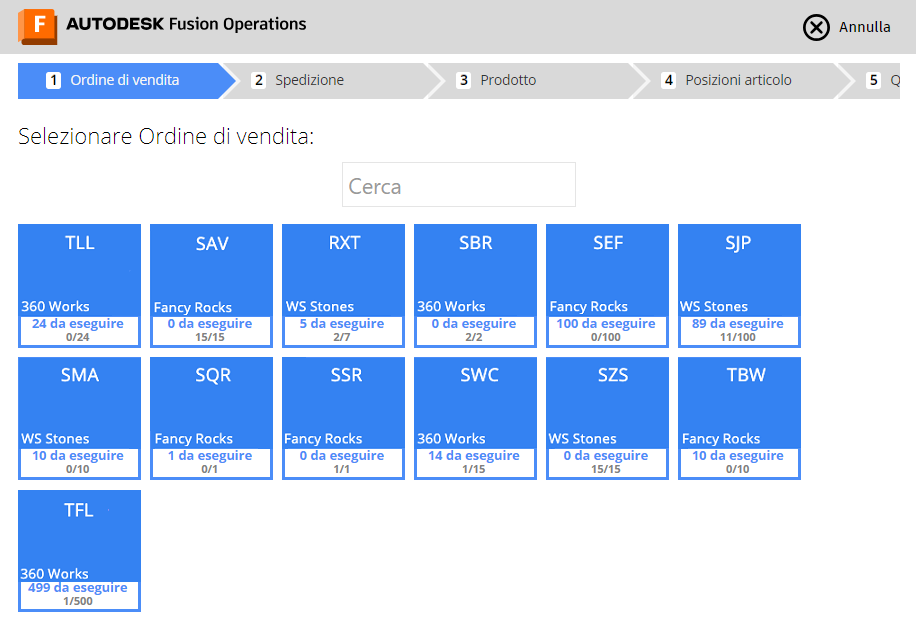 F AUTODESK Fusion Operations
Annulla
1 Ordine di vendita
2 Spedizione
3 Prodotto
4 Posizioni articolo
5 Q
Selezionare Ordine di vendita:
Cerca
TLL
360 Works
24 da eseguire
0/24
SAV
Fancy Rocks
0 da eseguire
15/15
RXT
WS Stones
5 da eseguire
2/7
SBR
360 Works
0 da eseguire
2/2
SEF
Fancy Rocks
100 da eseguire
0/100
SJP
WS Stones
89 da eseguire
11/100
SMA
WS Stones
10 da eseguire
0/10
SQR
Fancy Rocks
1 da eseguire
0/1
SSR
Fancy Rocks
0 da eseguire
1/1
SWC
360 Works
14 da eseguire
1/15
SZS
WS Stones
0 da eseguire
15/15
TBW
Fancy Rocks
10 da eseguire
0/10
TFL
360 Works
499 da eseguire
1/500